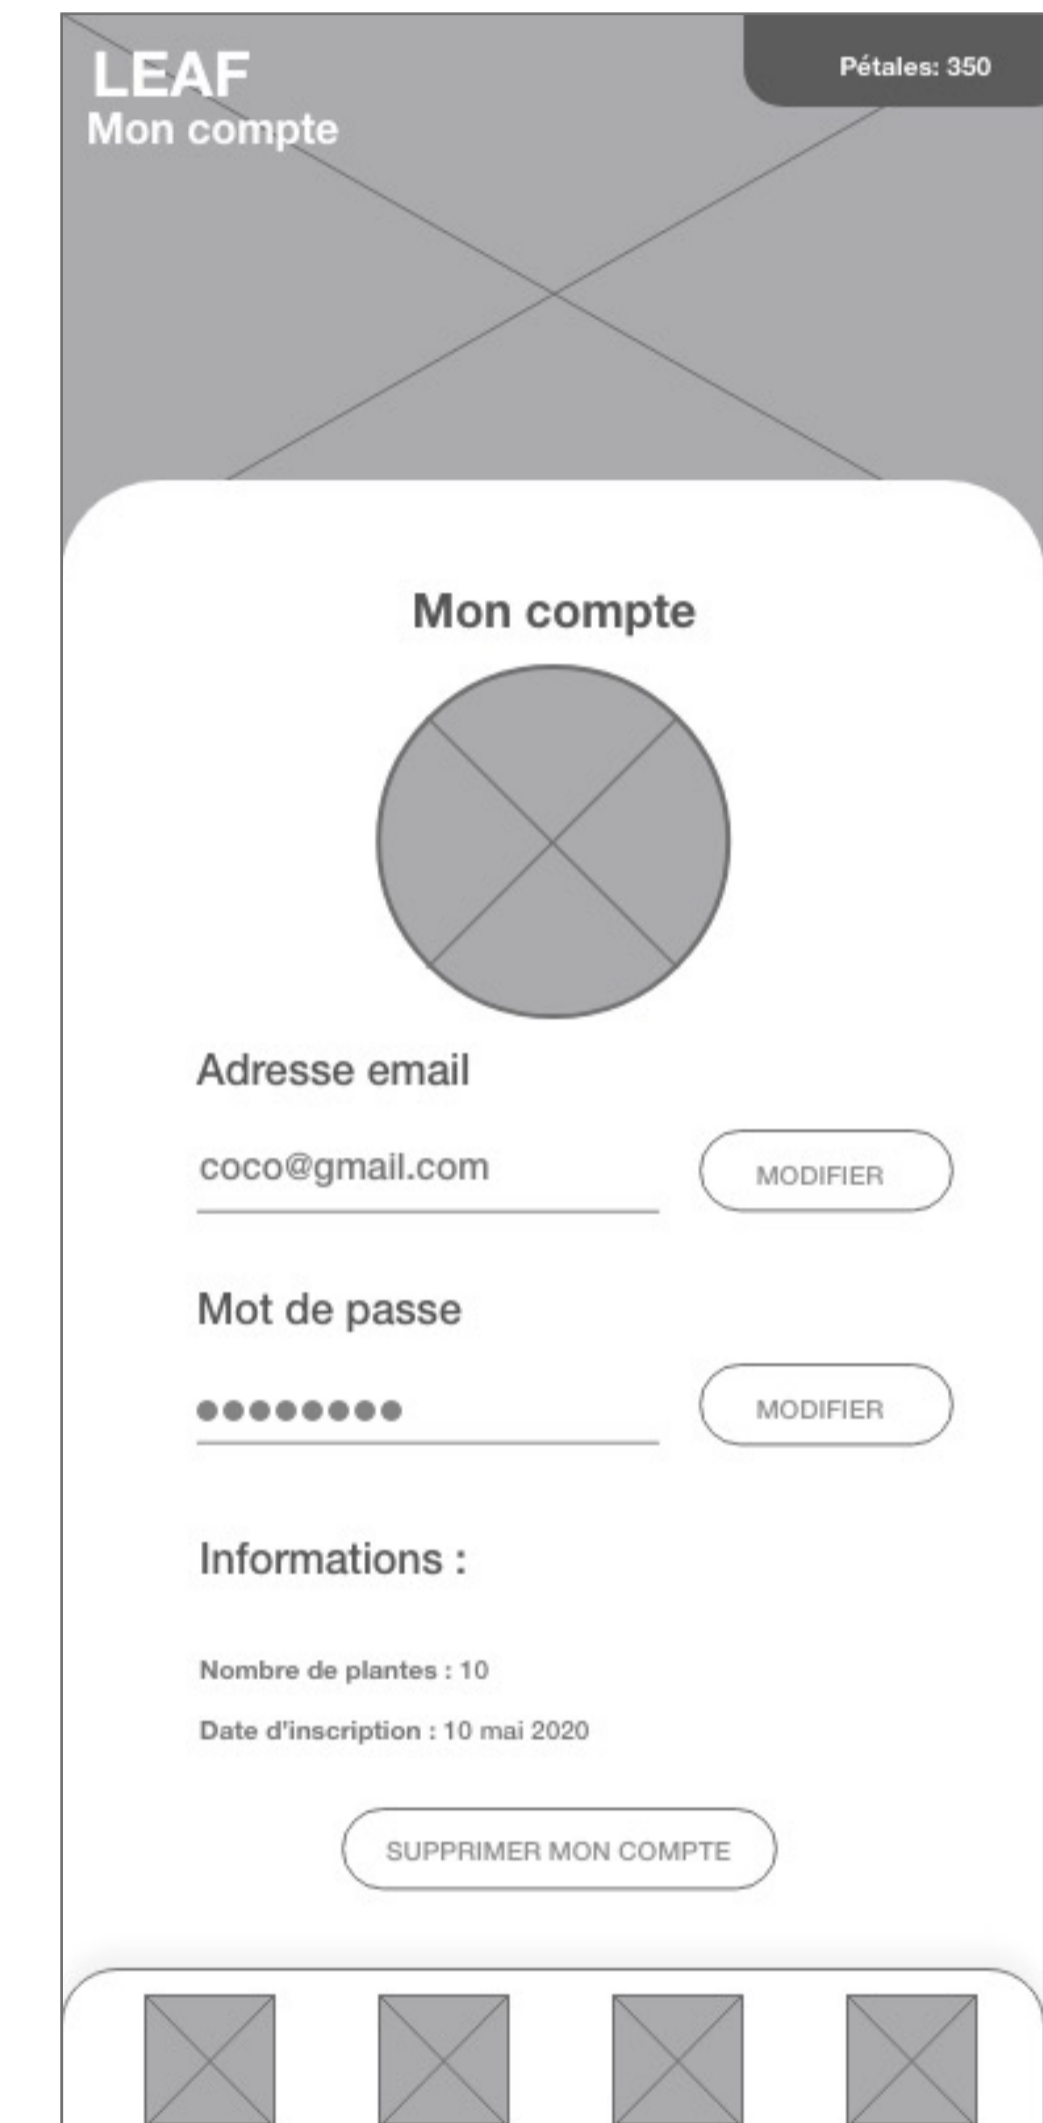 LEAF
Mon compte
Pétales: 350
Mon compte
Adresse email
coco@gmail.com
MODIFIER
Mot de passe
●●●●●●●●
MODIFIER
Informations :
Nombre de plantes : 10
Date d'inscription : 10 mai 2020
SUPPRIMER MON COMPTE